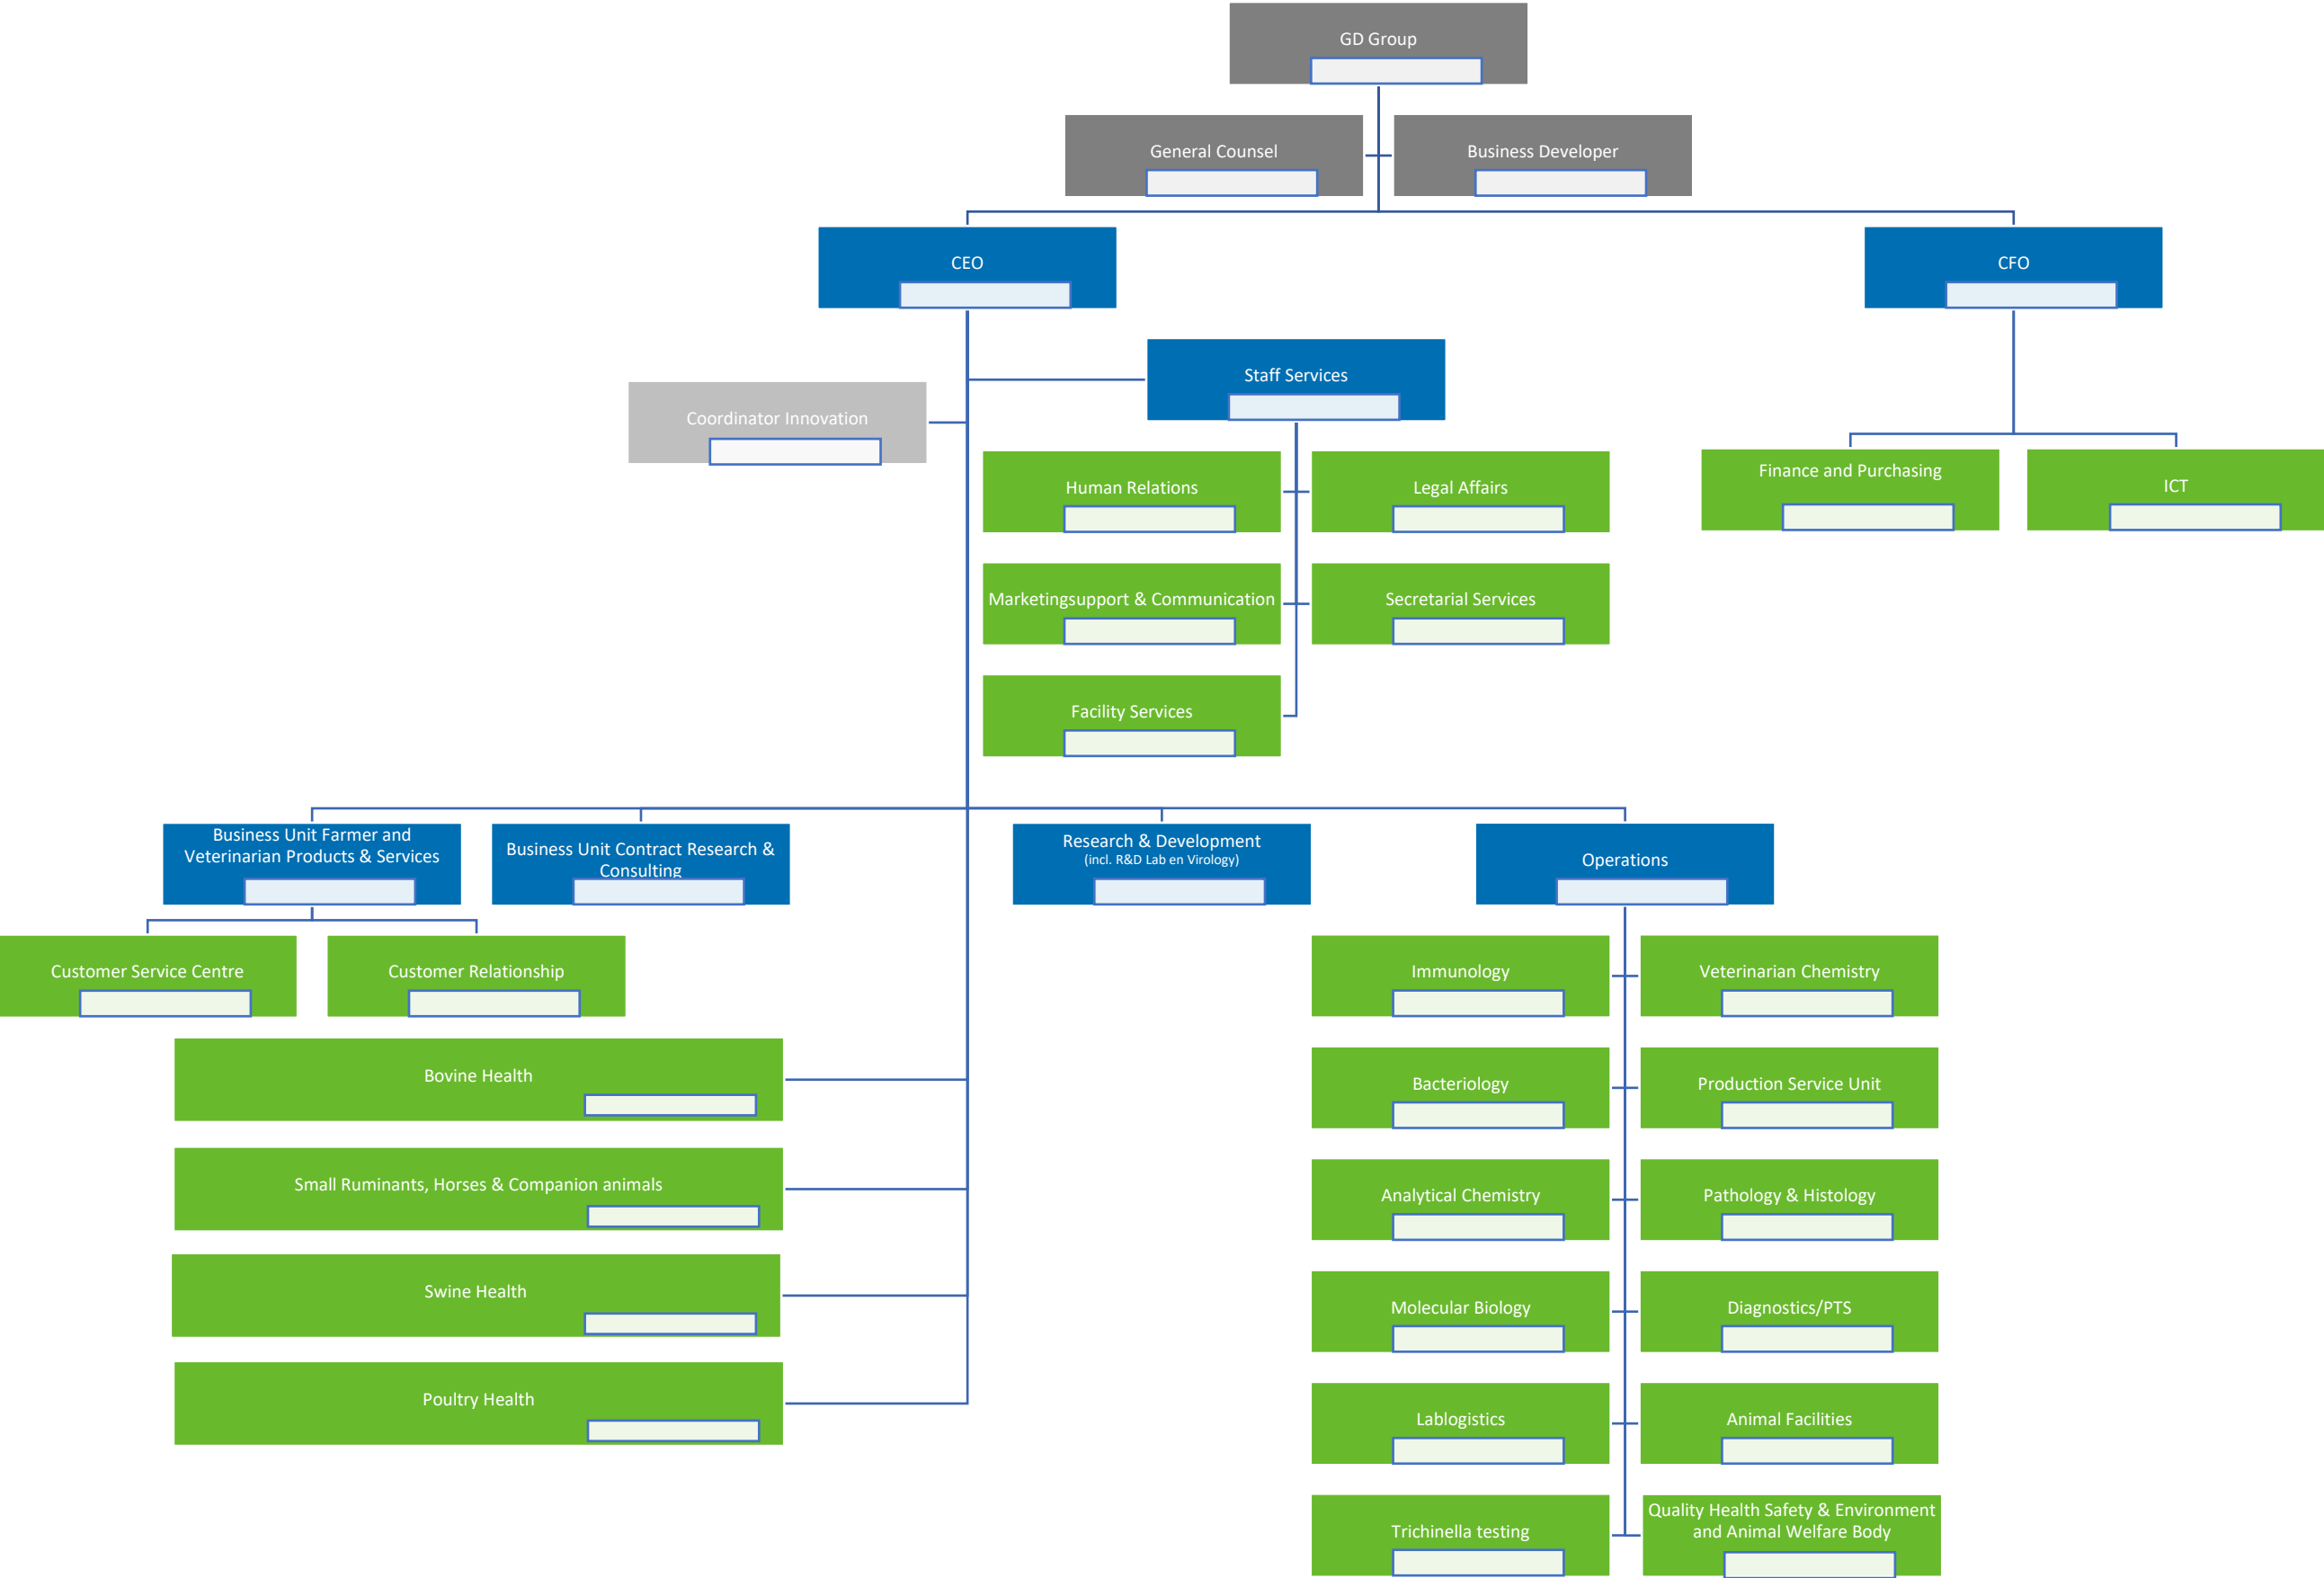 GD Group
General Counsel
Business Developer
CEO
CFO
Staff Services
Coordinator Innovation
Human Relations
Legal Affairs
Finance and Purchasing
ICT
Marketingsupport & Communication
Secretarial Services
Facility Services
Business Unit Farmer and
Veterinarian Products & Services
Business Unit Contract Research &
Consulting
Research & Development
(incl. R&D Lab en Virology)
Operations
Customer Service Centre
Customer Relationship
Immunology
Veterinarian Chemistry
Bovine Health
Bacteriology
Production Service Unit
Small Ruminants, Horses & Companion animals
Analytical Chemistry
Pathology & Histology
Swine Health
Molecular Biology
Diagnostics/PTS
Poultry Health
Lablogistics
Animal Facilities
Trichinella testing
Quality Health Safety & Environment
and Animal Welfare Body